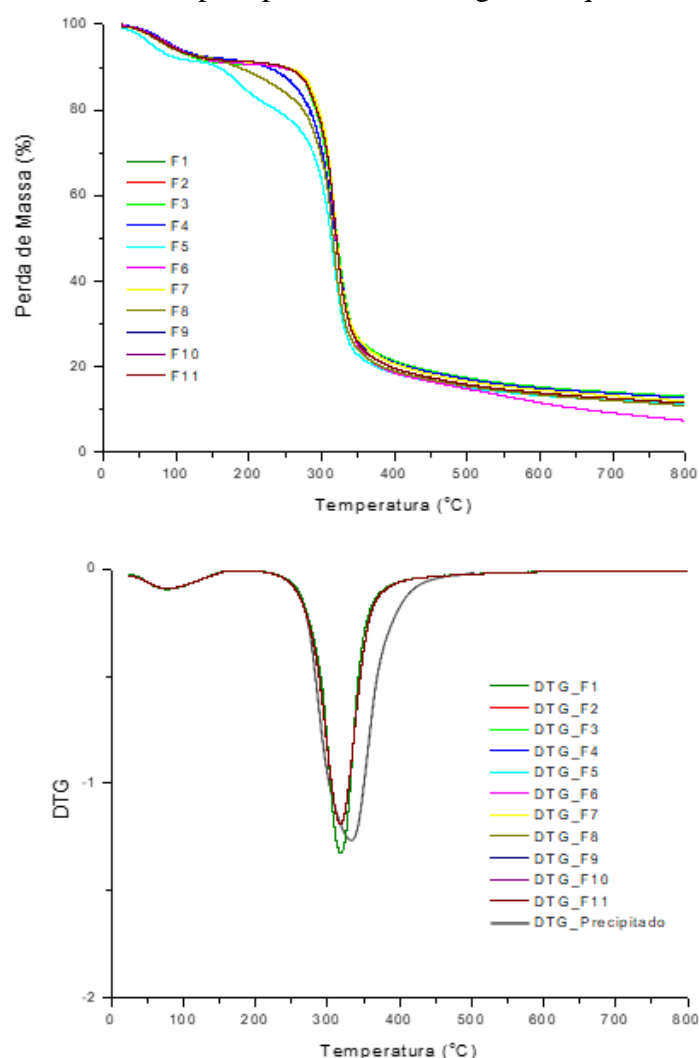 100
80
60
40
20
0
Perda de Massa (%)
F1
F2
F3
F4
F5
F6
F7
F8
F9
F10
F11
0 100 200 300 400 500 600 700 800
Temperatura (°C)
0
-1
-2
DTG
DTG_F1
DTG_F2
DTG_F3
DTG_F4
DTG_F5
DTG_F6
DTG_F7
DTG_F8
DTG_F9
DTG_F10
DTG_F11
DTG_Precipitado
0 100 200 300 400 500 600 700 800
Temperatura (°C)